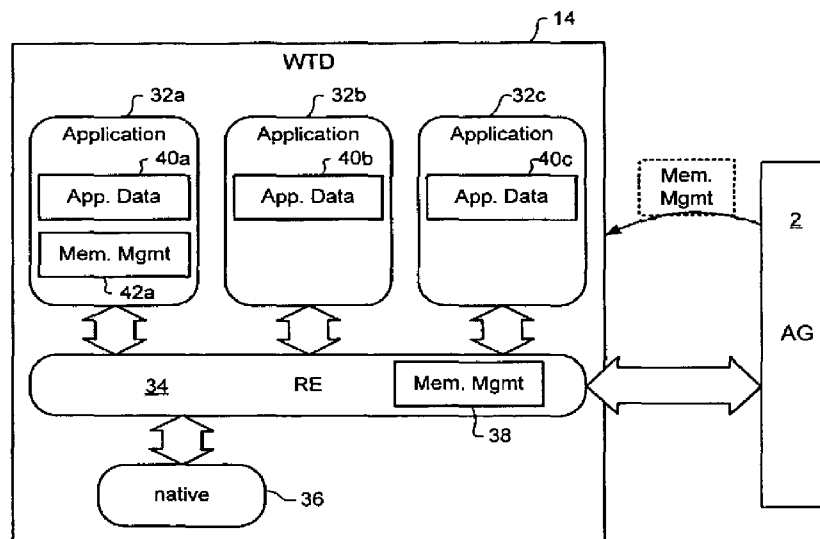 14
WTD
32a
32b
32c
Application
Application
Application
40a
40b
40c
App. Data
App. Data
App. Data
Mem. Mgmt
42a
Mem.
Mgmt
2
AG
34
RE
Mem. Mgmt
38
native
36